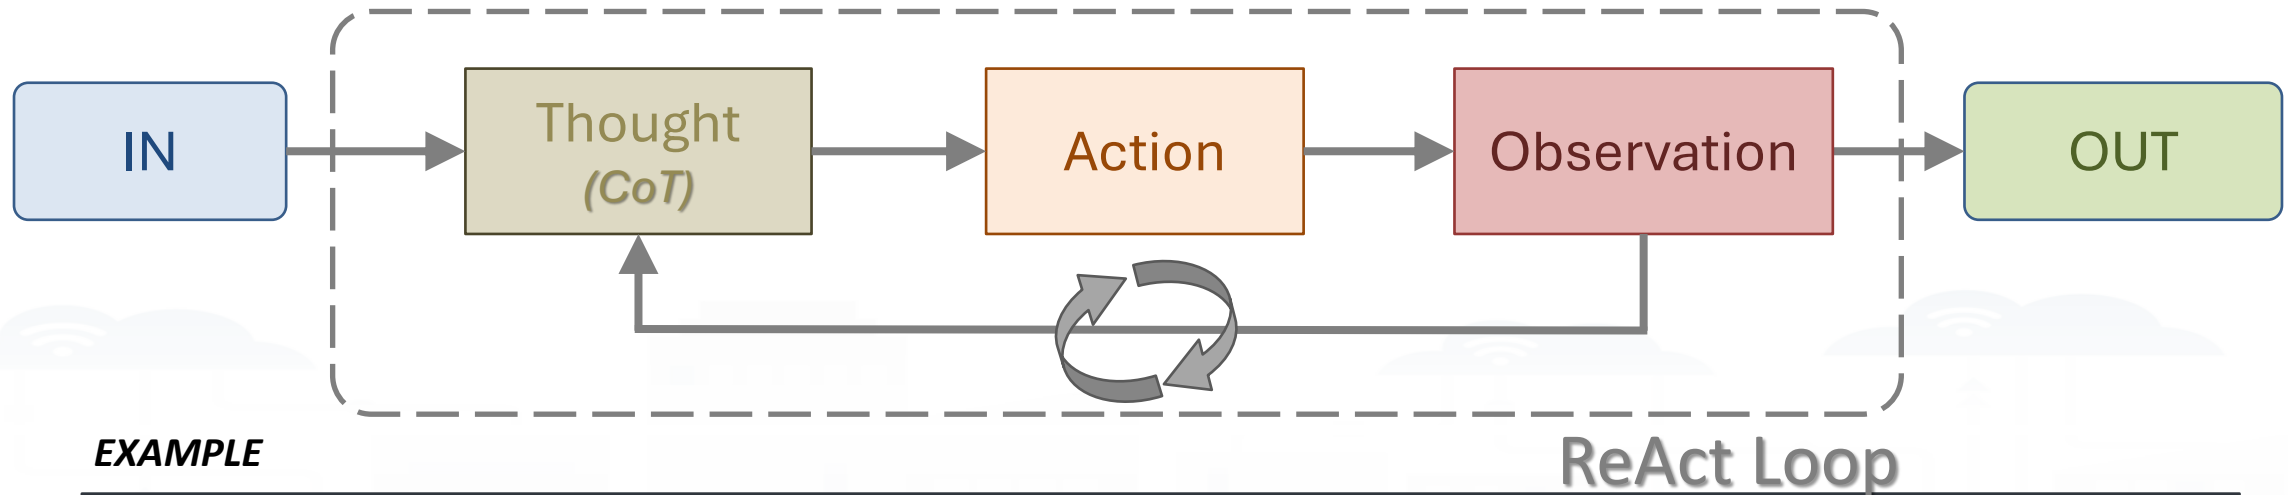 IN
Thought
(CoT)
Action
Observation
OUT
EXAMPLE
ReAct Loop